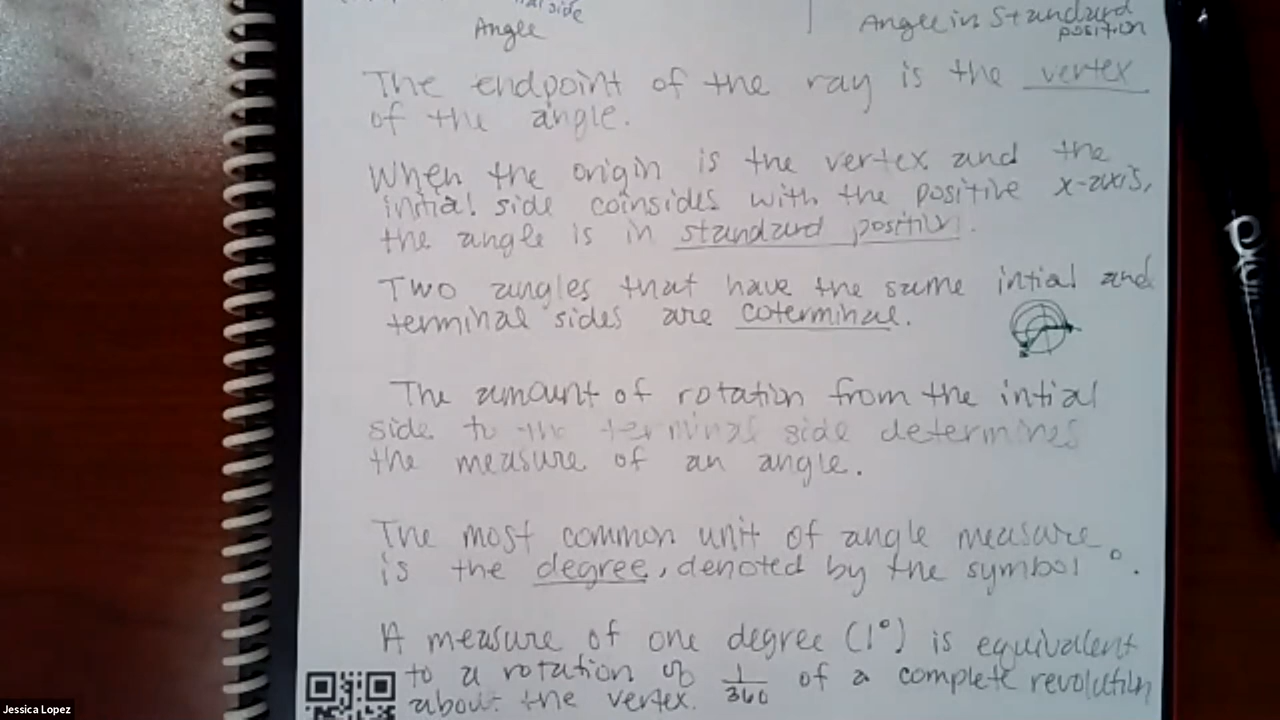 side
Angle
Angle in Standard
position
The endpoint of the ray is the vertex
of the angle.
When the origin is the vertex and the
initial side coinsides with the positive x-axis,
the angle is in standard position.
Two angles that have the same intial and
terminal sides are coterminal.
The amount of rotation from the intial
side to the terminal side determines
the measure of an angle.
The most common unit of angle measure
is the degree, denoted by the symbol °.
A measure of one degree (1°) is equivalent
to a rotation of 1/360 of a complete revolution
about the vertex.
Jessica Lopez